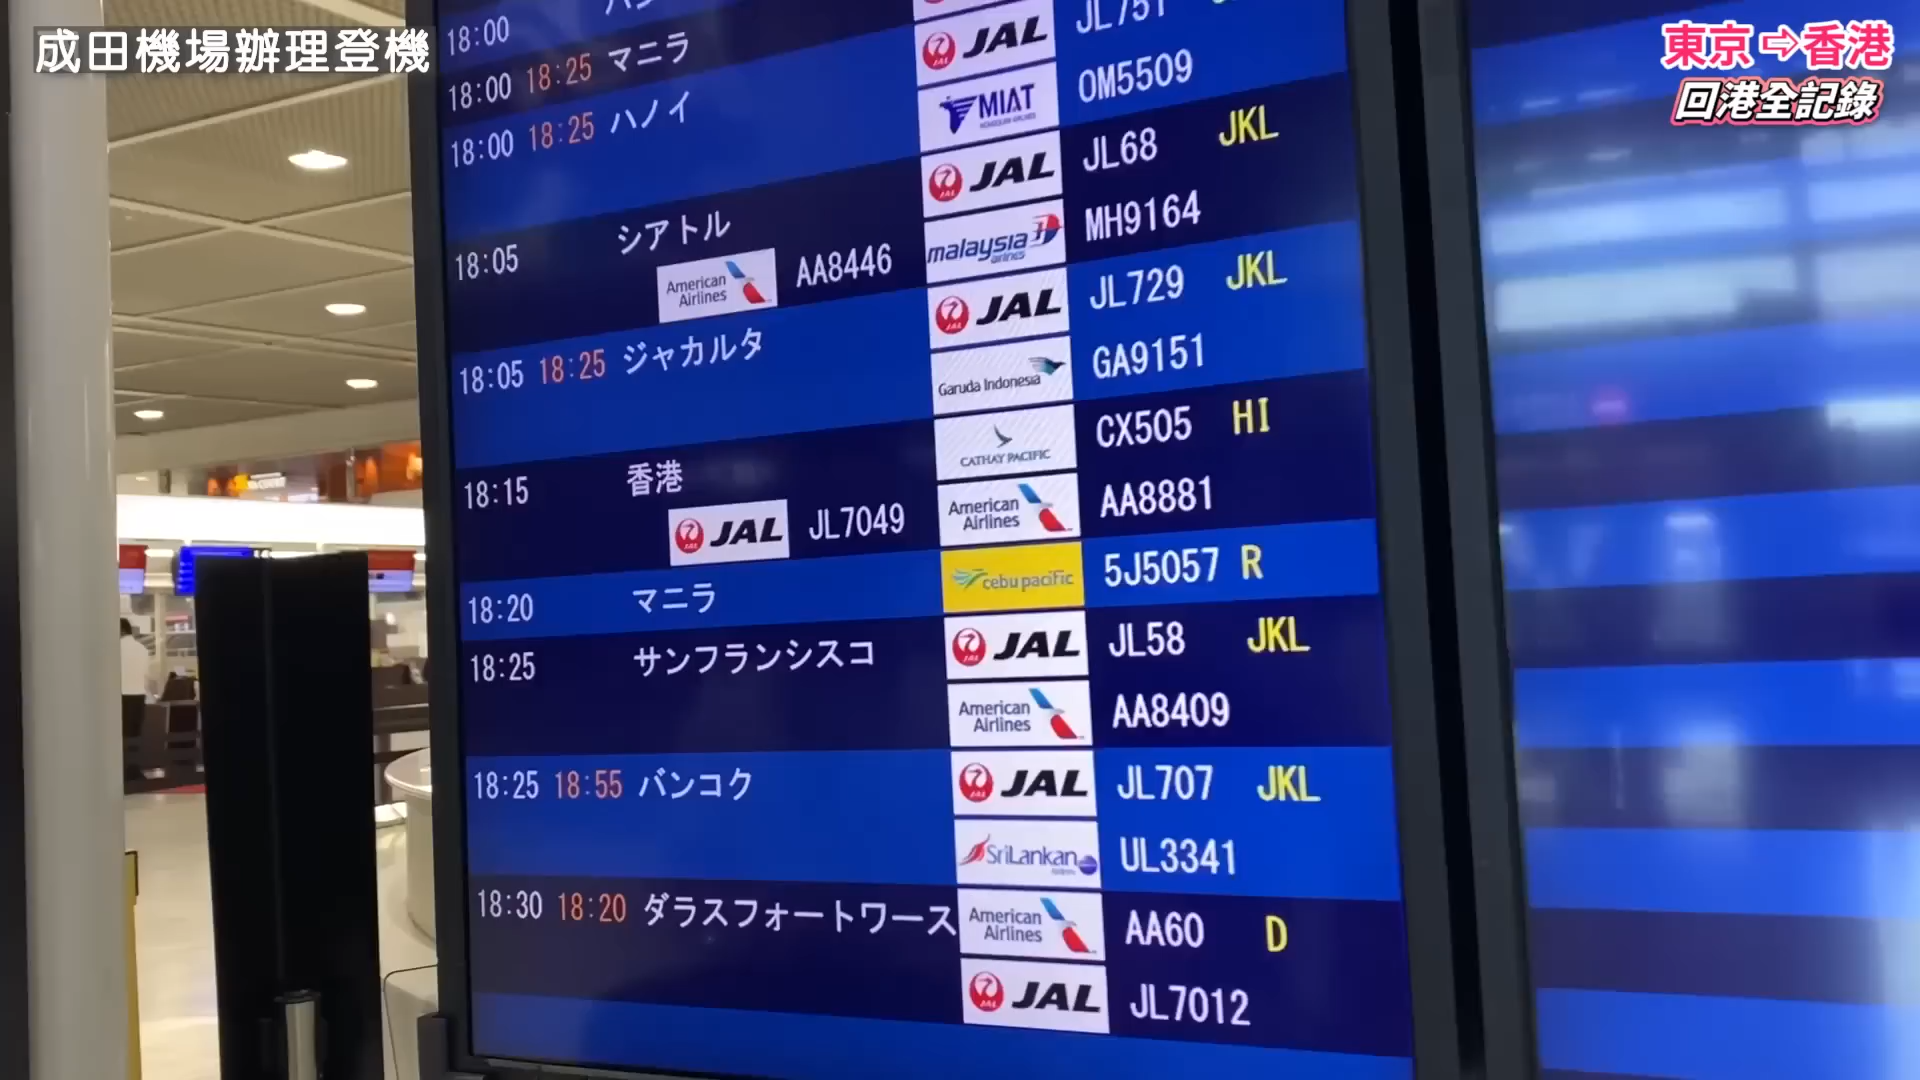 成田機場辦理登機
東京⇨香港
回港全記錄
18:00
JL751
18:00 18:25 マニラ JAL
MIAT OM5509
18:00 18:25 ハノイ JAL JL68 JKL
malaysia airlines MH9164
18:05 シアトル JAL JL68 JKL
American Airlines AA8446
malaysia airlines MH9164
18:05 18:25 ジャカルタ JAL JL729 JKL
Garuda Indonesia GA9151
18:15 香港 CATHAY PACIFIC CX505 HI
JAL JL7049 American Airlines AA8881
18:20 マニラ cebu pacific 5J5057 R
18:25 サンフランシスコ JAL JL58 JKL
American Airlines AA8409
18:25 18:55 バンコク JAL JL707 JKL
SriLankan UL3341
18:30 18:20 ダラスフォートワース American Airlines AA60 D
JAL JL7012